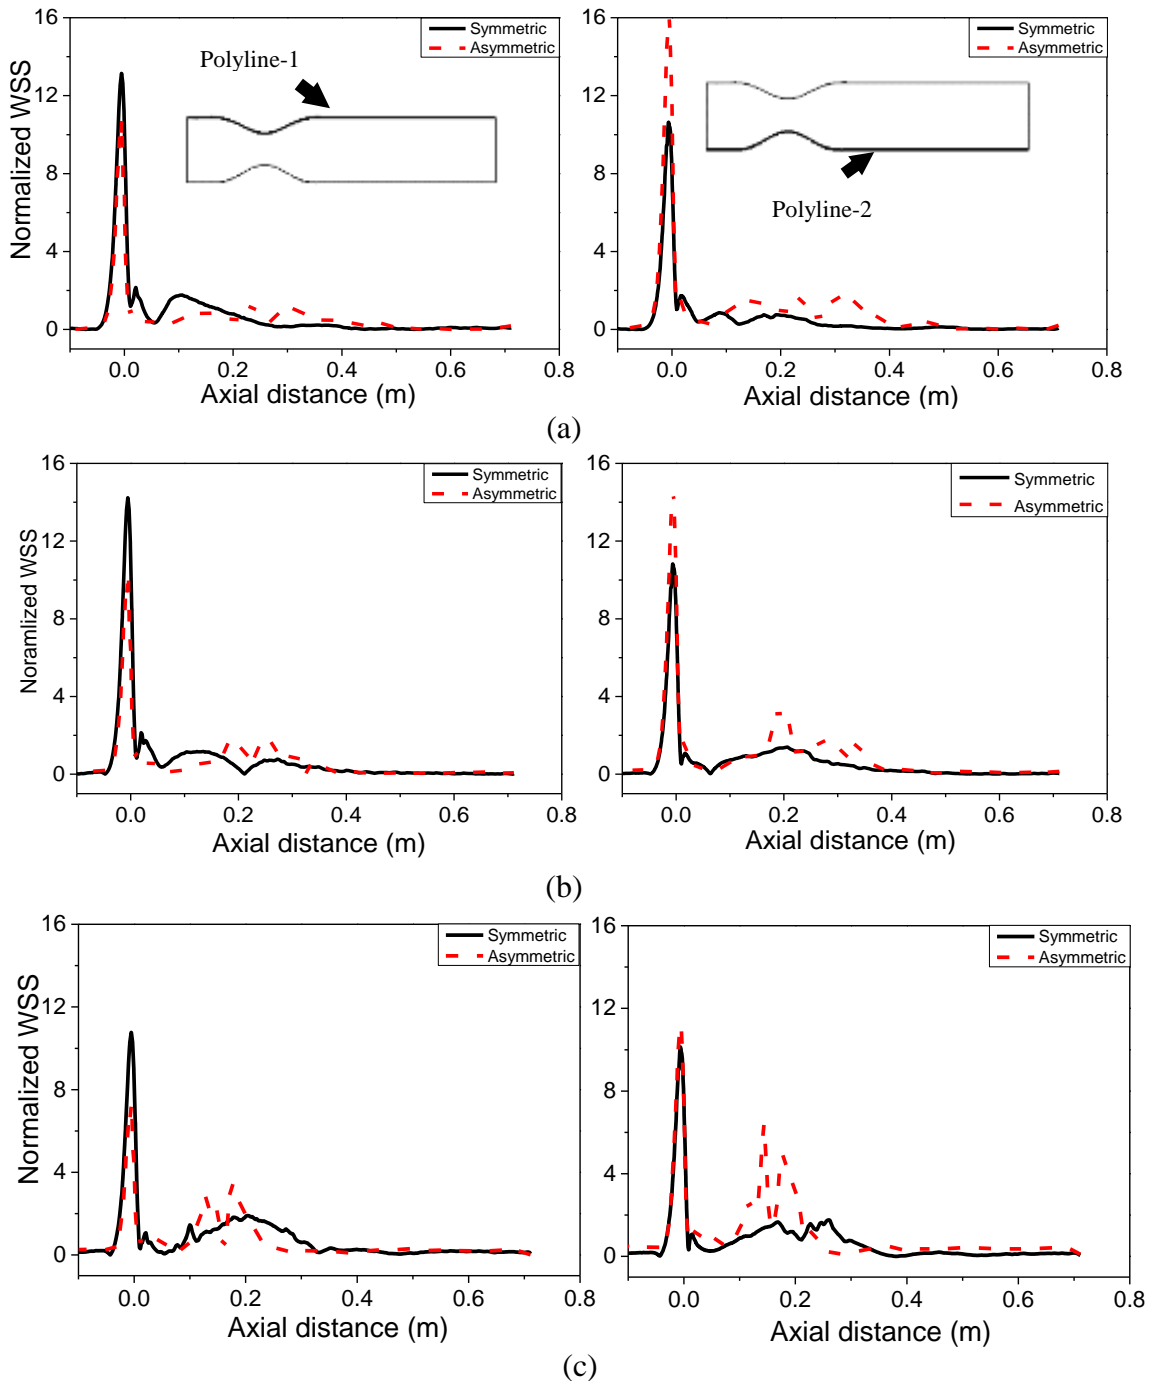 16
12
8
4
0
Normalized WSS
Symmetric
Asymmetric
Polyline-1
0.0 0.2 0.4 0.6 0.8
Axial distance (m)
16
12
8
4
0
Symmetric
Asymmetric
Polyline-2
0.0 0.2 0.4 0.6 0.8
Axial distance (m)
(a)
16
12
8
4
0
Noramlized WSS
Symmetric
Asymmetric
0.0 0.2 0.4 0.6 0.8
Axial distance (m)
16
12
8
4
0
Symmetric
Asymmetric
0.0 0.2 0.4 0.6 0.8
Axial distance (m)
(b)
16
12
8
4
0
Normalized WSS
Symmetric
Asymmetric
0.0 0.2 0.4 0.6 0.8
Axial distance (m)
16
12
8
4
0
Symmetric
Asymmetric
0.0 0.2 0.4 0.6 0.8
Axial distance (m)
(c)